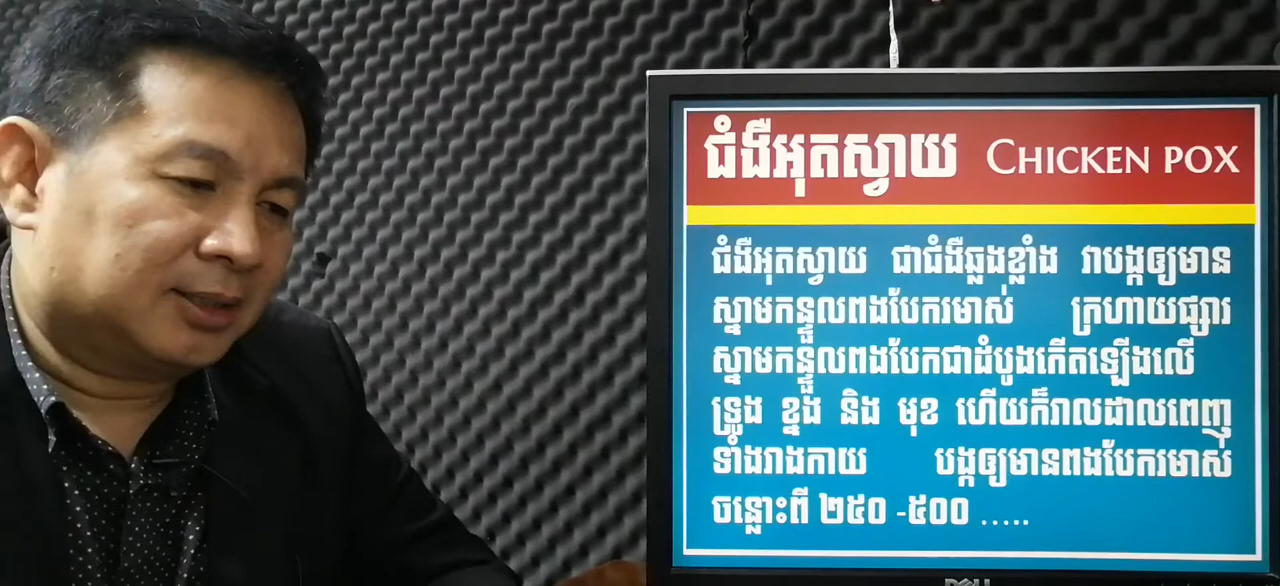 ជំងឺអុតស្វាយ CHICKEN POX
ជំងឺអុតស្វាយ ជាជំងឺឆ្លងខ្លាំង វាបង្កឲ្យមាន
ស្នាមកន្ទួលពងបែករមាស់ ក្រហាយផ្សារ
ស្នាមកន្ទួលពងបែកជាដំបូងកើតឡើងលើ
ទ្រូង ខ្នង និង មុខ ហើយក៏រាលដាលពេញ
ទាំងរាងកាយ បង្កឲ្យមានពងបែករមាស់
ចន្លោះពី ២៥០ -៥០០ .....